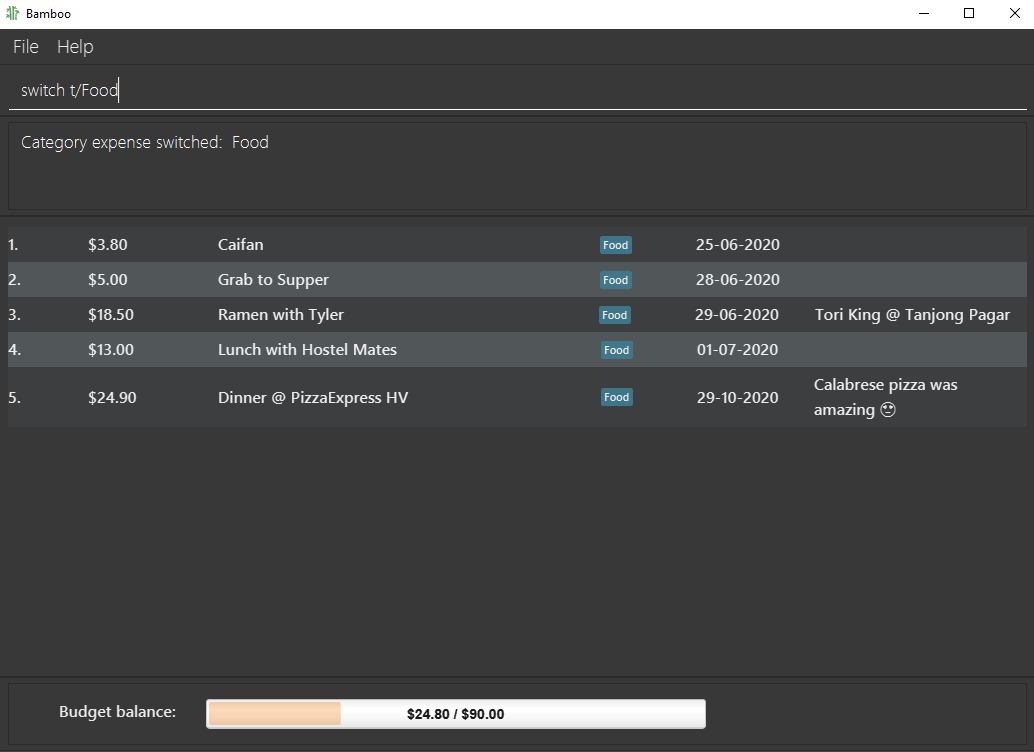 Bamboo
File Help
switch t/Food
Category expense switched: Food
1. $3.80 Caifan Food 25-06-2020
2. $5.00 Grab to Supper Food 28-06-2020
3. $18.50 Ramen with Tyler Food 29-06-2020 Tori King @ Tanjong Pagar
4. $13.00 Lunch with Hostel Mates Food 01-07-2020
5. $24.90 Dinner @ PizzaExpress HV Food 29-10-2020 Calabrese pizza was
amazing 🥺
Budget balance: $24.80 / $90.00